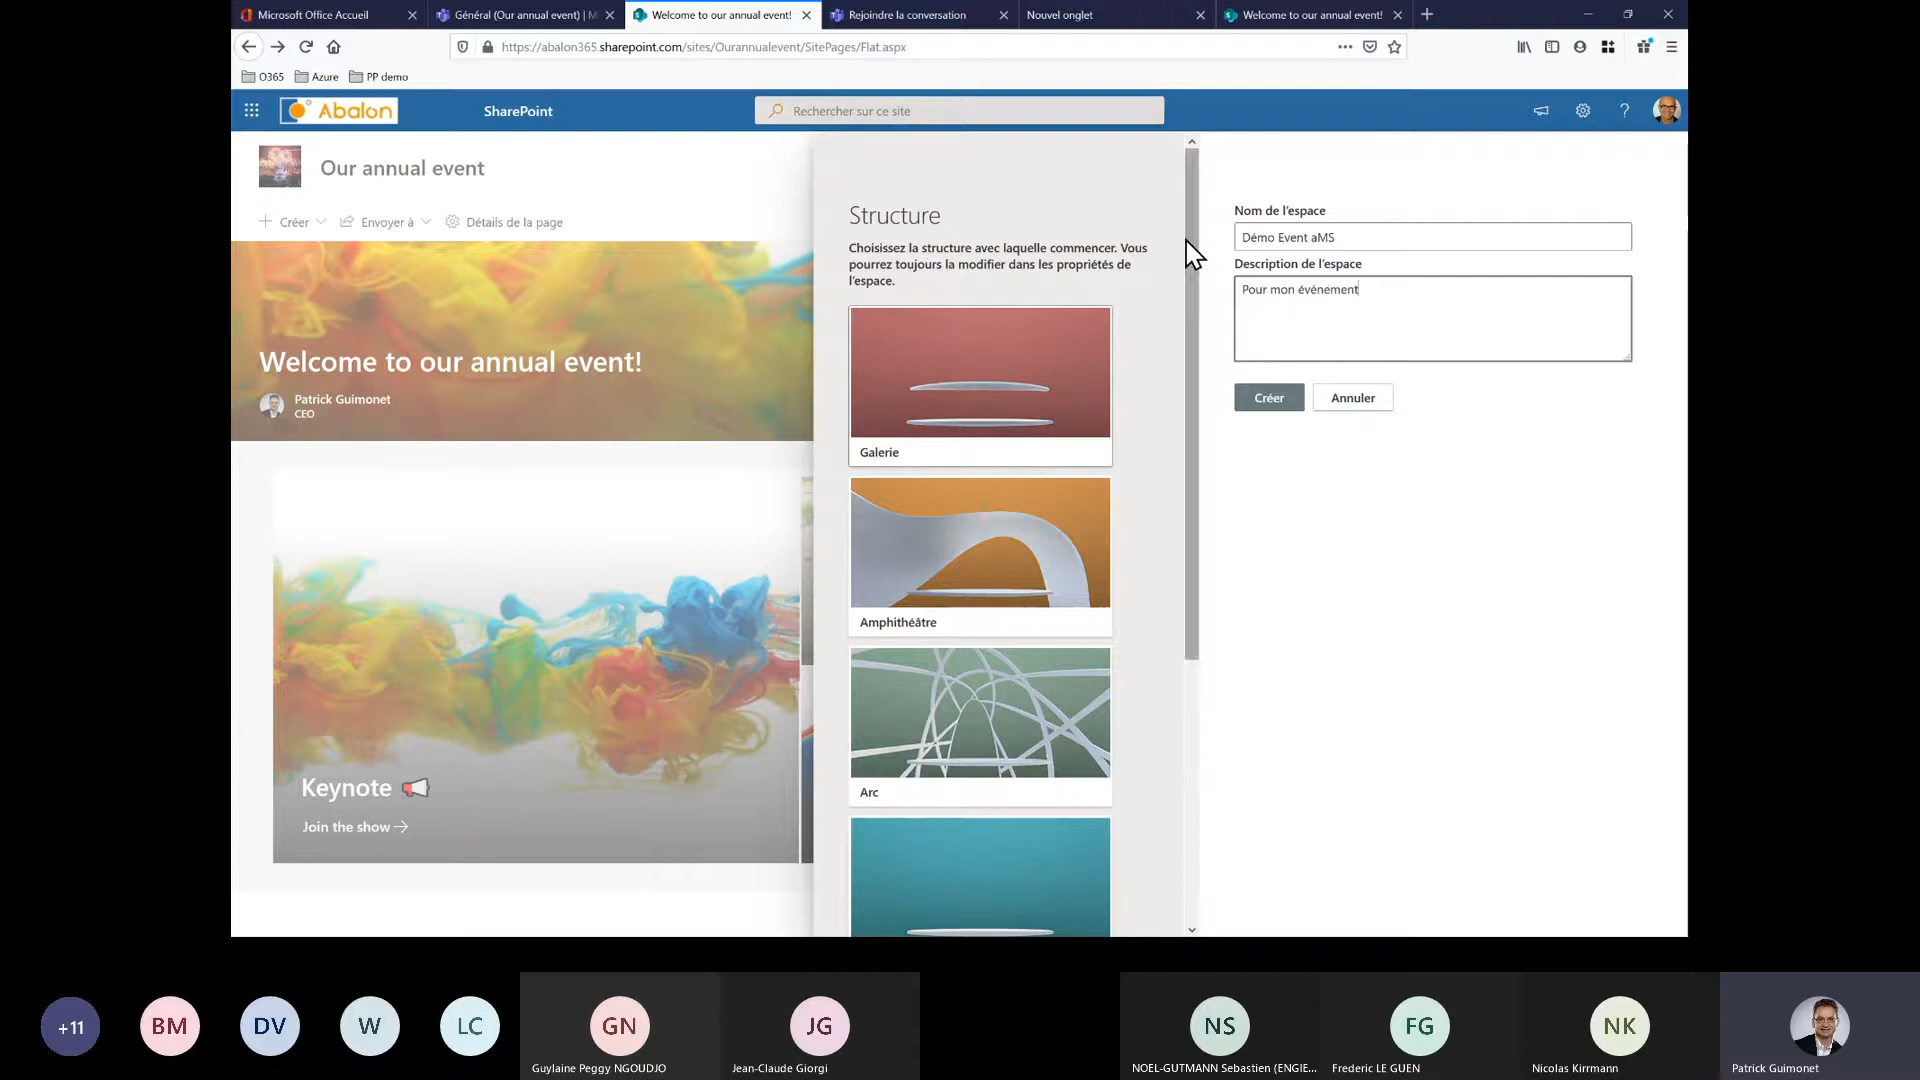 Microsoft Office Accueil
Général (Our annual event) | M
Welcome to our annual event!
Rejoindre la conversation
Nouvel onglet
Welcome to our annual event!
https://abalon365.sharepoint.com/sites/Ourannualevent/SitePages/Flat.aspx
O365
Azure
PP demo
Abalon
SharePoint
Rechercher sur ce site
Our annual event
Créer
Envoyer à
Détails de la page
Welcome to our annual event!
Patrick Guimonet
CEO
Keynote
Join the show
Structure
Choisissez la structure avec laquelle commencer. Vous
pourrez toujours la modifier dans les propriétés de
l'espace.
Galerie
Amphithéâtre
Arc
Nom de l'espace
Démo Event aMS
Description de l'espace
Pour mon événement
Créer
Annuler
+11
BM
DV
W
LC
GN
Guylaine Peggy NGOUDJO
JG
Jean-Claude Giorgi
NS
NOEL-GUTMANN Sebastien (ENGIE...
FG
Frederic LE GUEN
NK
Nicolas Kirrmann
Patrick Guimonet